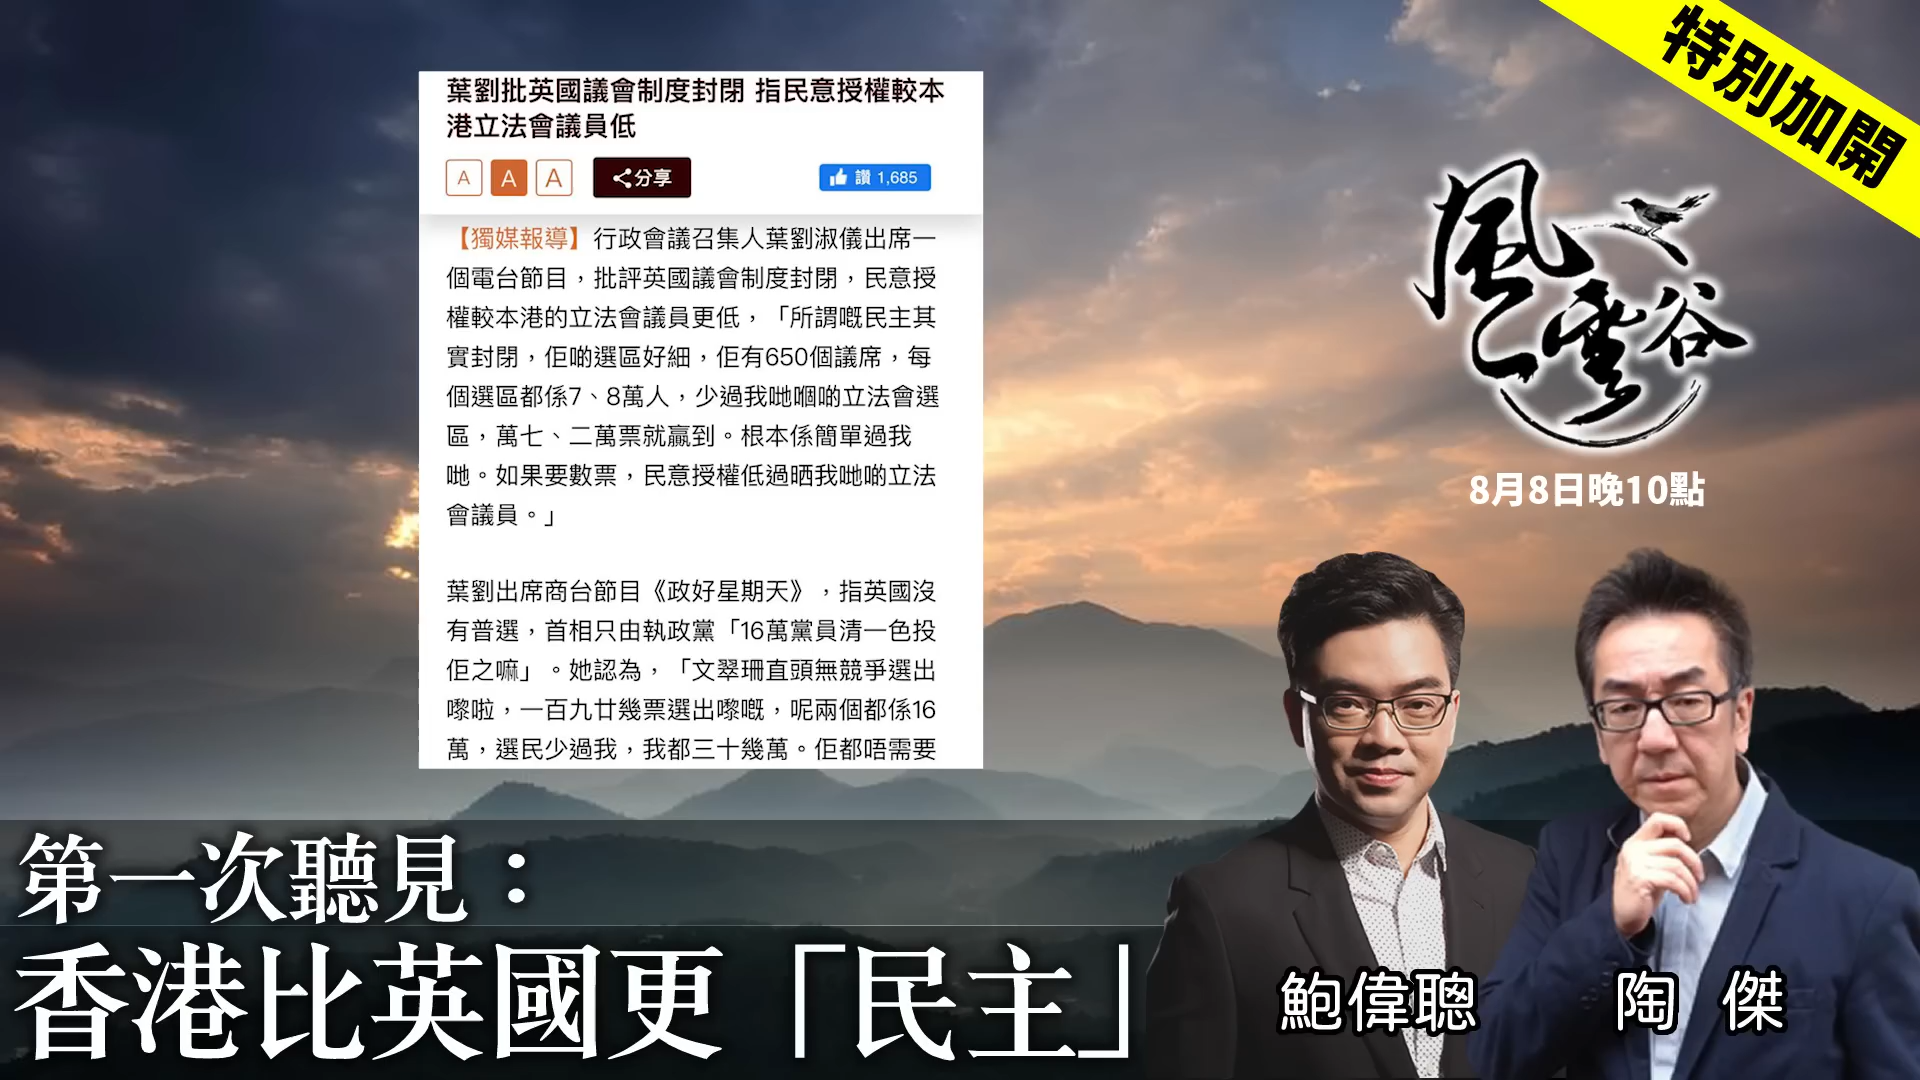 特別加開
葉劉批英國議會制度封閉 指民意授權較本
港立法會議員低
A A A 分享 讚 1,685
【獨媒報導】行政會議召集人葉劉淑儀出席一
個電台節目，批評英國議會制度封閉，民意授
權較本港的立法會議員更低，「所謂嘅民主其
實封閉，佢啲選區好細，佢有650個議席，每
個選區都係7、8萬人，少過我哋嗰啲立法會選
區，萬七、二萬票就贏到。根本係簡單過我
哋。如果要數票，民意授權低過晒我哋啲立法
會議員。」
葉劉出席商台節目《政好星期天》，指英國沒
有普選，首相只由執政黨「16萬黨員清一色投
佢之嘛」。她認為，「文翠珊直頭無競爭選出
嚟啦，一百九廿幾票選出嚟嘅，呢兩個都係16
萬，選民少過我，我都三十幾萬。佢都唔需要
風雲谷
8月8日晚10點
第一次聽見：
香港比英國更「民主」
鮑偉聰
陶 傑